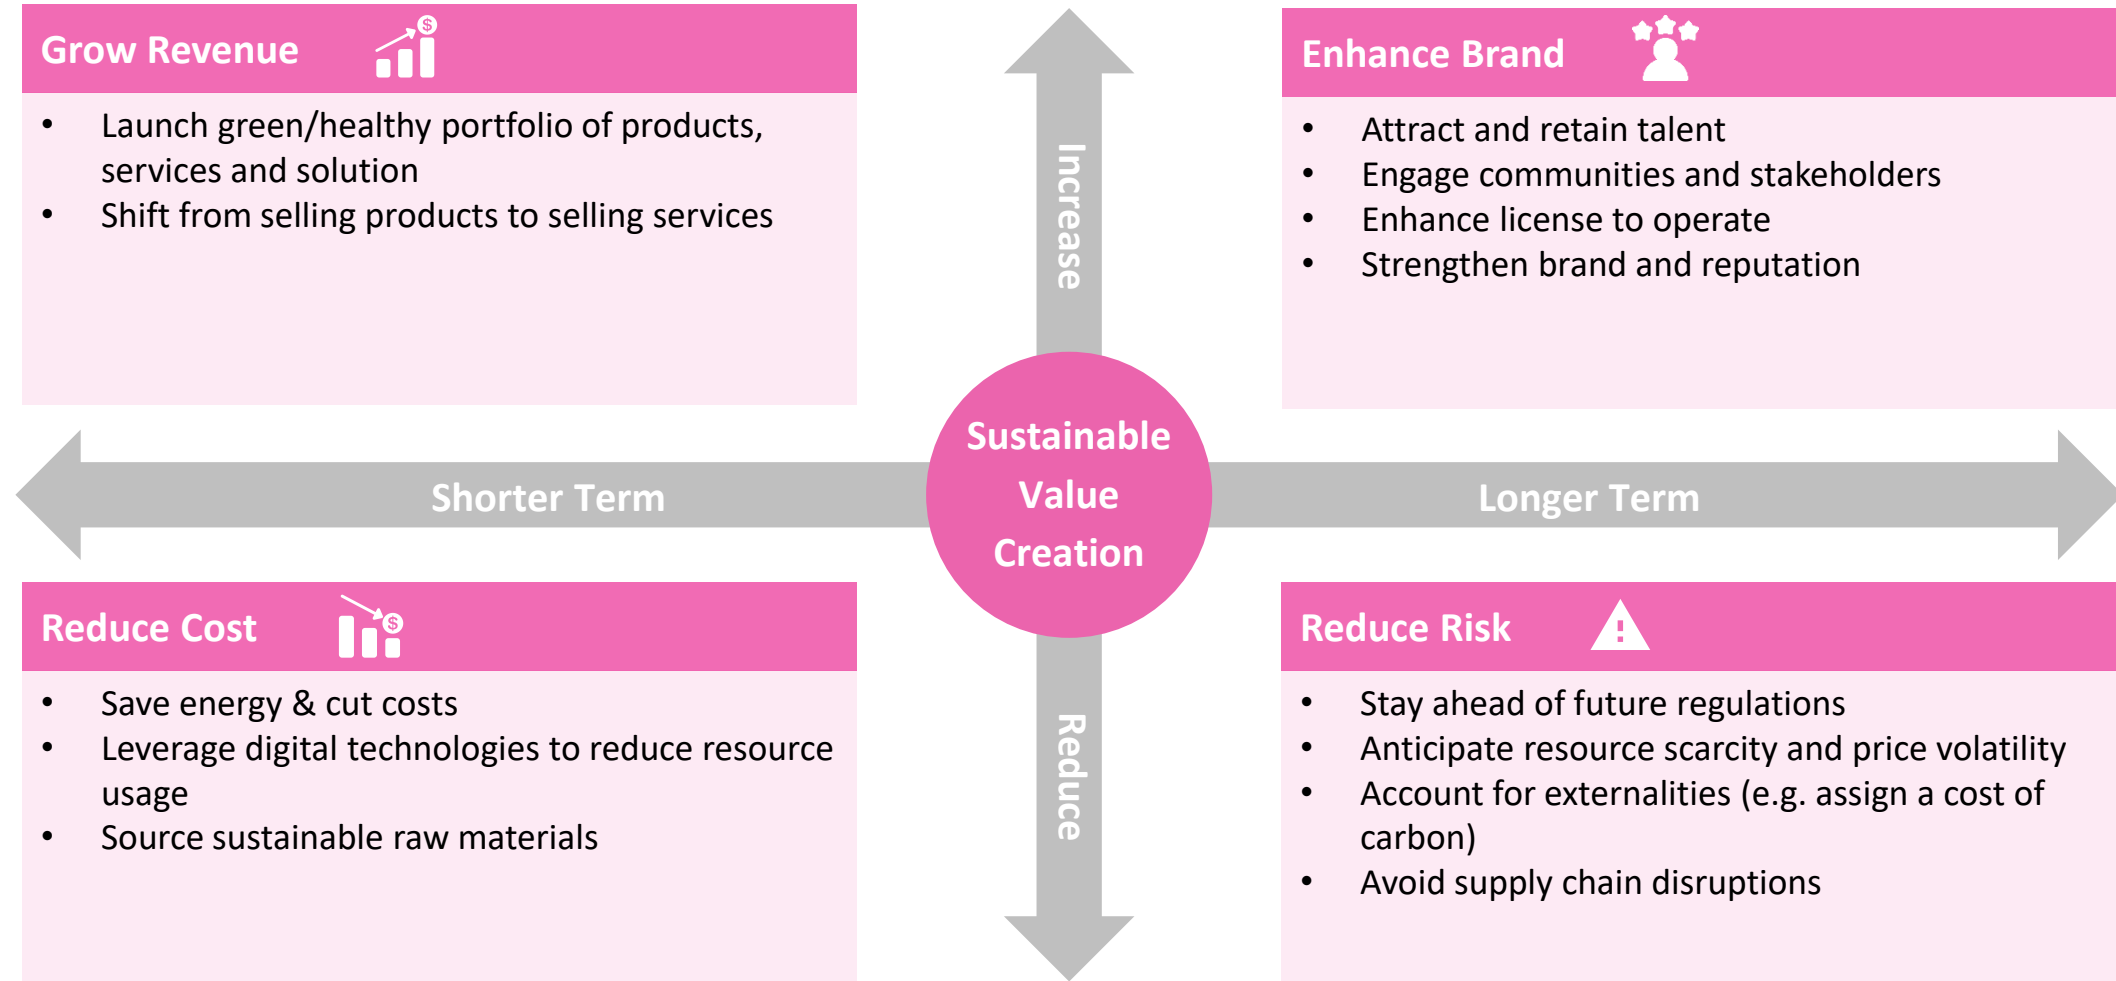 Grow Revenue
$
• Launch green/healthy portfolio of products,
services and solution
• Shift from selling products to selling services
Increase
Enhance Brand
• Attract and retain talent
• Engage communities and stakeholders
• Enhance license to operate
• Strengthen brand and reputation
Shorter Term
Sustainable
Value
Creation
Longer Term
Reduce Cost
$
• Save energy & cut costs
• Leverage digital technologies to reduce resource
usage
• Source sustainable raw materials
Reduce
Reduce Risk
!
• Stay ahead of future regulations
• Anticipate resource scarcity and price volatility
• Account for externalities (e.g. assign a cost of
carbon)
• Avoid supply chain disruptions